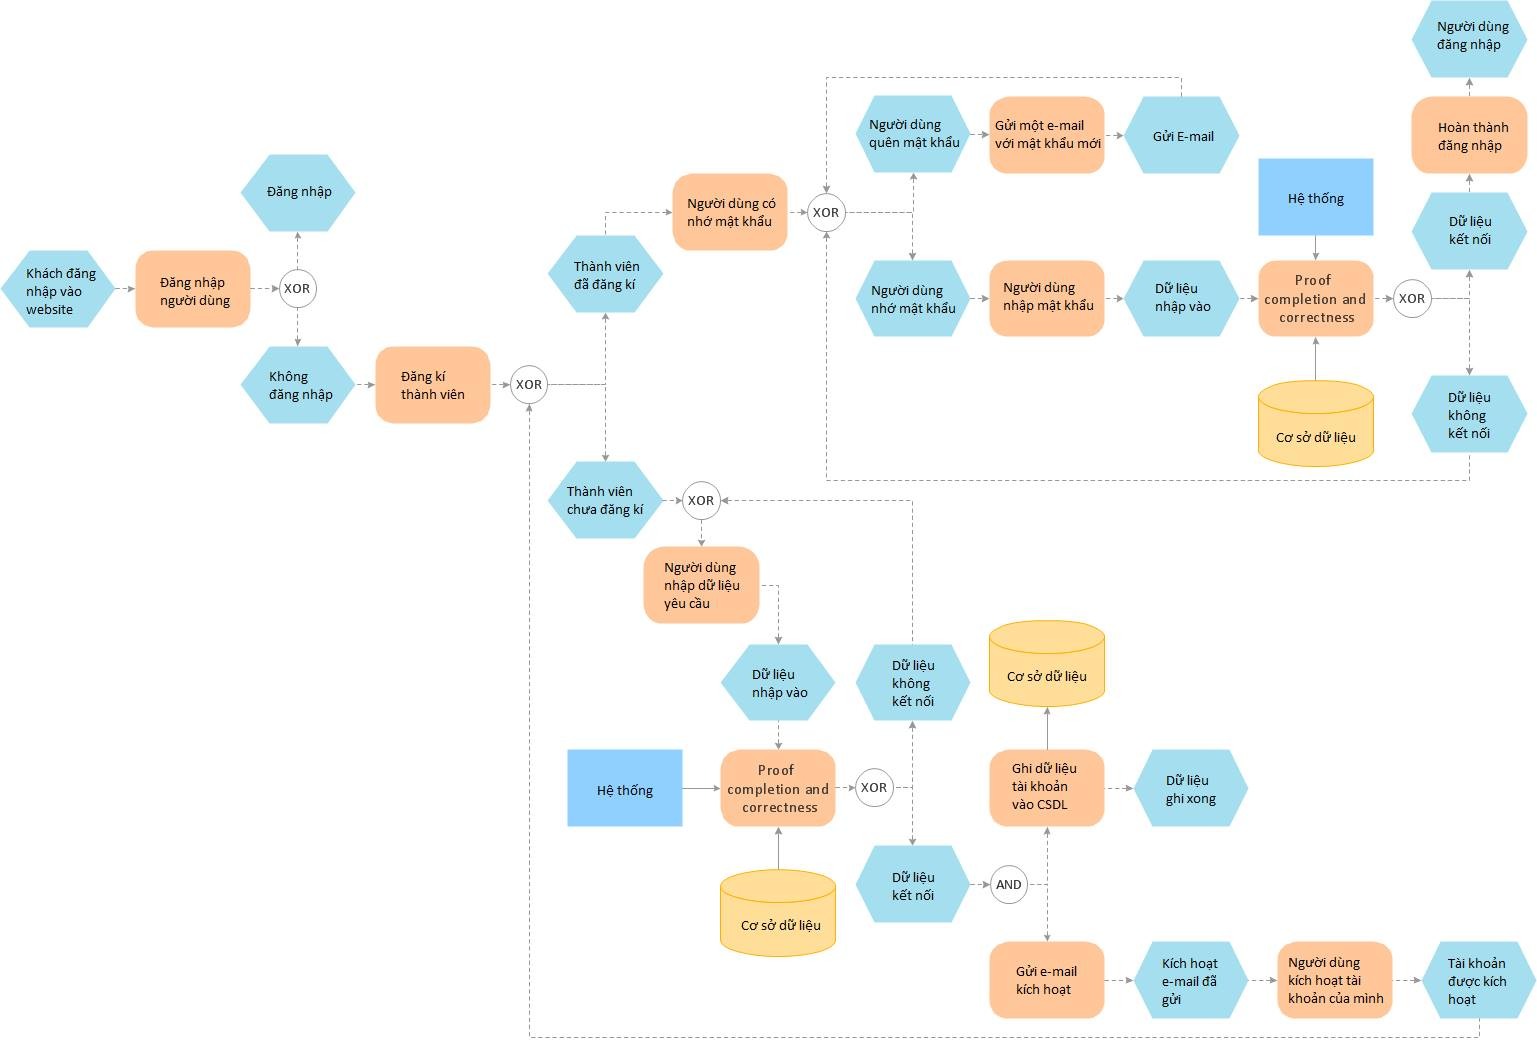 Người dùng
đăng nhập
Hoàn thành
đăng nhập
Người dùng
quên mật khẩu
Gửi một e-mail
với mật khẩu mới
Gửi E-mail
Đăng nhập
Hệ thống
Người dùng có
nhớ mật khẩu
XOR
Dữ liệu
kết nối
Khách đăng
nhập vào
website
Đăng nhập
người dùng
XOR
Thành viên
đã đăng kí
Người dùng
nhớ mật khẩu
Người dùng
nhập mật khẩu
Dữ liệu
nhập vào
Proof
completion and
correctness
XOR
Không
đăng nhập
Đăng kí
thành viên
XOR
Dữ liệu
không
kết nối
Cơ sở dữ liệu
Thành viên
chưa đăng kí
XOR
Người dùng
nhập dữ liệu
yêu cầu
Dữ liệu
nhập vào
Dữ liệu
không
kết nối
Cơ sở dữ liệu
Hệ thống
Proof
completion and
correctness
XOR
Ghi dữ liệu
tài khoản
vào CSDL
Dữ liệu
ghi xong
Dữ liệu
kết nối
AND
Cơ sở dữ liệu
Gửi e-mail
kích hoạt
Kích hoạt
e-mail đã
gửi
Người dùng
kích hoạt tài
khoản của mình
Tài khoản
được kích
hoạt